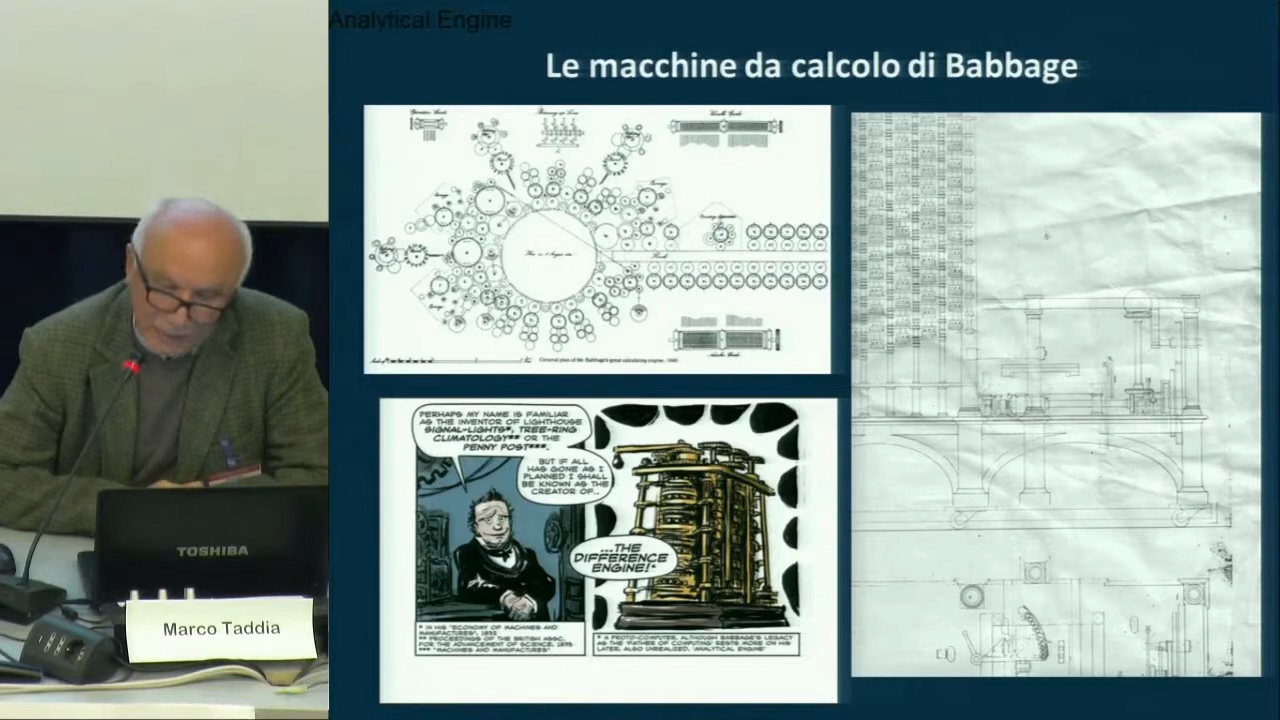 Analytical Engine
Le macchine da calcolo di Babbage
General plan of Mr Babbage's great calculating engine, 1840
PERHAPS MY NAME IS FAMILIAR
AS THE INVENTOR OF LIGHTHOUSE
SIGNAL-LIGHTS*, TREE-RING
CLIMATOLOGY** OR THE
PENNY POST***.
BUT IF ALL
HAS GONE AS I
PLANNED I SHALL
BE KNOWN AS THE
CREATOR OF...
...THE
DIFFERENCE
ENGINE!*
* IN HIS "ECONOMY OF MACHINES AND
MANUFACTURES", 1832
** PROCEEDINGS OF THE BRITISH ASSC.
FOR THE ADVANCEMENT OF SCIENCE,
*** "MACHINES AND MANUFACTURES"
* A PROTO-COMPUTER, ALTHOUGH BABBAGE'S LEGACY
AS THE 'FATHER OF COMPUTING' RESTS MORE ON HIS
LATER, ALSO UNREALIZED, 'ANALYTICAL ENGINE'
TOSHIBA
Marco Taddia